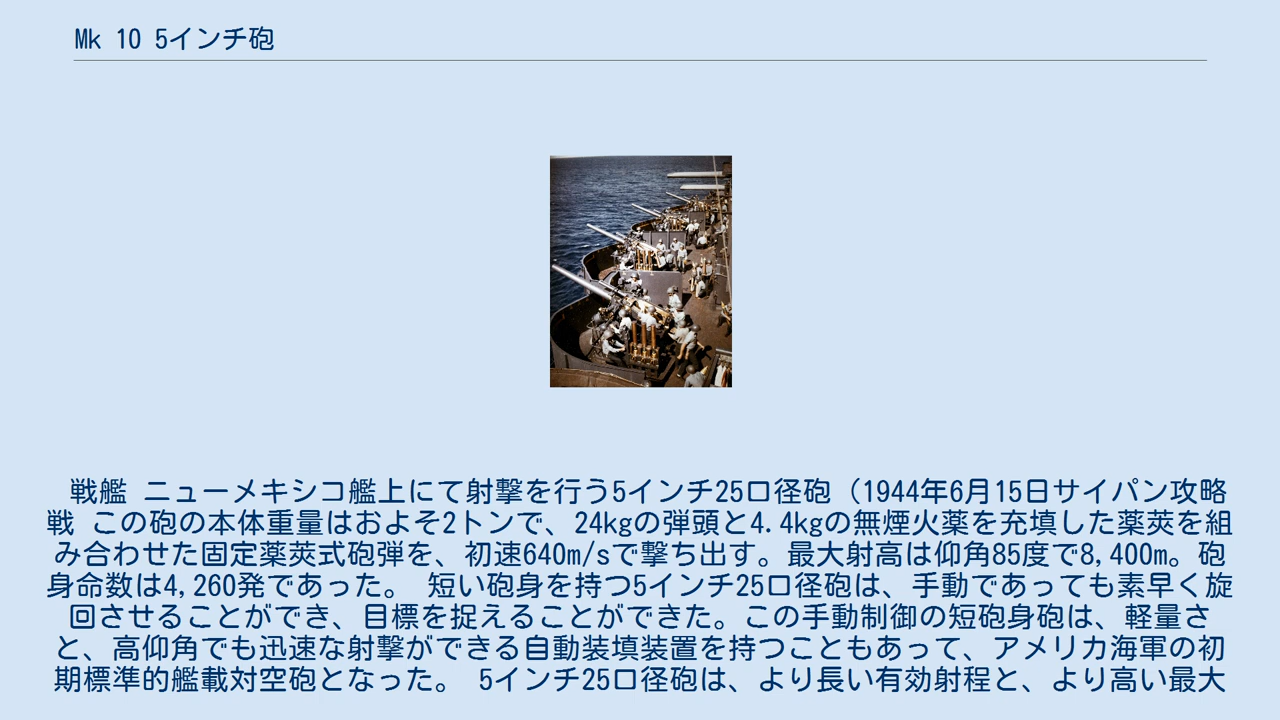 Mk 10 5インチ砲
戦艦 ニューメキシコ艦上にて射撃を行う5インチ25口径砲 (1944年6月15日サイパン攻略
戦 この砲の本体重量はおよそ2トンで、24kgの弾頭と4.4kgの無煙火薬を充填した薬莢を組
み合わせた固定薬莢式砲弾を、初速640m/sで撃ち出す。最大射高は仰角85度で8,400m。砲
身命数は4,260発であった。 短い砲身を持つ5インチ25口径砲は、手動であっても素早く旋
回させることができ、目標を捉えることができた。この手動制御の短砲身砲は、軽量さ
と、高仰角でも迅速な射撃ができる自動装填装置を持つこともあって、アメリカ海軍の初
期標準的艦載対空砲となった。 5インチ25口径砲は、より長い有効射程と、より高い最大